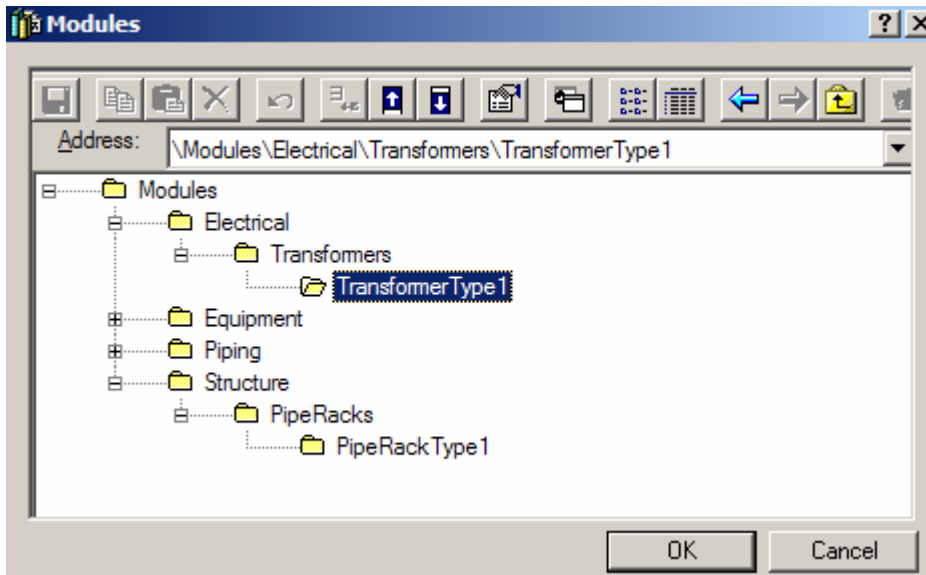 Modules
Address: \Modules\Electrical\Transformers\TransformerType1
Modules
Electrical
Transformers
TransformerType1
Equipment
Piping
Structure
PipeRacks
PipeRackType1
OK Cancel